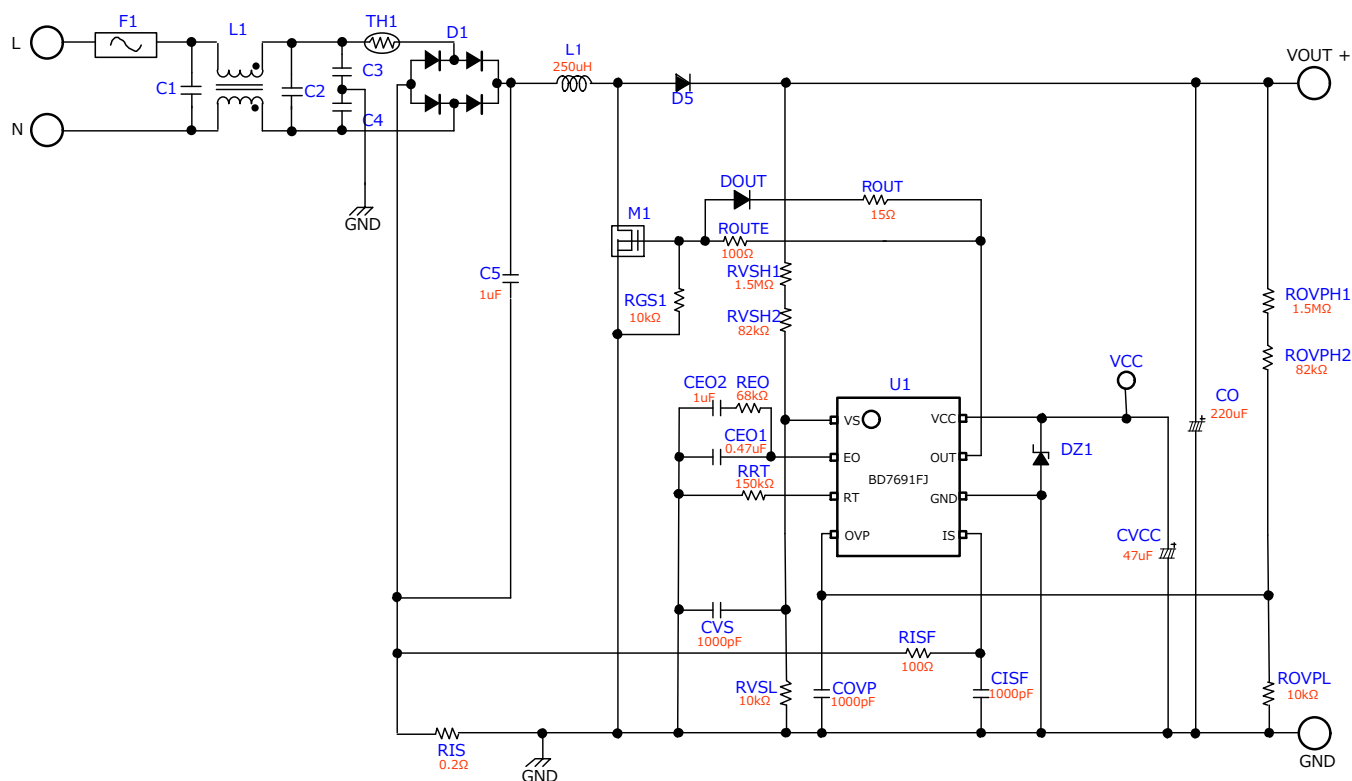 F1
L1
TH1
D1
L
C1
C2
C3
C4
N
GND
L1
250uH
D5
VOUT +
DOUT
ROUT
15Ω
M1
ROUTE
100Ω
C5
1uF
RGS1
10kΩ
RVSH1
1.5MΩ
RVSH2
82kΩ
ROVPH1
1.5MΩ
ROVPH2
82kΩ
VCC
CEO2
1uF
REO
68kΩ
CEO1
0.47uF
RRT
150kΩ
U1
VS
VCC
EO
OUT
BD7691FJ
RT
GND
OVP
IS
DZ1
CO
220uF
CVCC
47uF
CVS
1000pF
RISF
100Ω
RVSL
10kΩ
COVP
1000pF
CISF
1000pF
ROVPL
10kΩ
RIS
0.2Ω
GND
GND